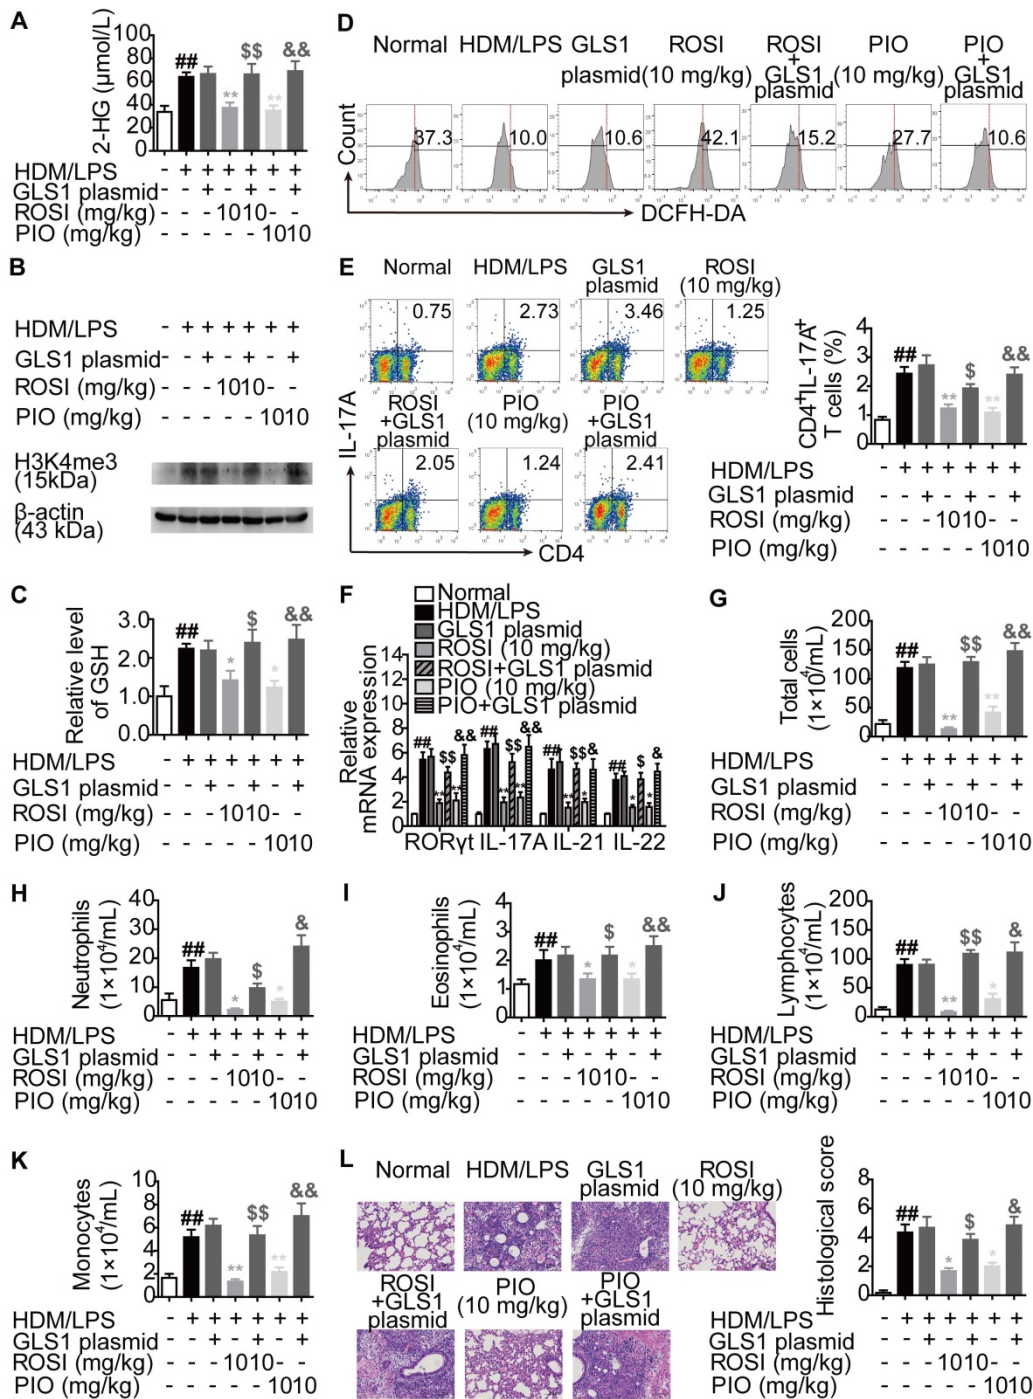 A
2-HG (μmol/L)
100
80
60
40
20
0
## ** $$ ** &&
HDM/LPS - + + + + + +
GLS1 plasmid - - + - + - +
ROSI (mg/kg) - - - 10 10 - -
PIO (mg/kg) - - - - - 10 10
B
HDM/LPS - + + + + + +
GLS1 plasmid - - + - + - +
ROSI (mg/kg) - - - 10 10 - -
PIO (mg/kg) - - - - - 10 10
H3K4me3
(15kDa)
β-actin
(43 kDa)
C
Relative level
of GSH
3.0
2.0
1.0
0.0
## * $ * &&
HDM/LPS - + + + + + +
GLS1 plasmid - - + - + - +
ROSI (mg/kg) - - - 10 10 - -
PIO (mg/kg) - - - - - 10 10
D
Normal
HDM/LPS
GLS1
plasmid
ROSI
(10 mg/kg)
ROSI
+
GLS1
plasmid
PIO
(10 mg/kg)
PIO
+
GLS1
plasmid
Count
37.3
10.0
10.6
42.1
15.2
27.7
10.6
DCFH-DA
E
Normal
HDM/LPS
GLS1
plasmid
ROSI
(10 mg/kg)
0.75
2.73
3.46
1.25
ROSI
+GLS1
plasmid
PIO
(10 mg/kg)
PIO
+GLS1
plasmid
2.05
1.24
2.41
IL-17A
CD4
CD4+IL-17A+
T cells (%)
4
3
2
1
0
## ** $ ** &&
HDM/LPS - + + + + + +
GLS1 plasmid - - + - + - +
ROSI (mg/kg) - - - 10 10 - -
PIO (mg/kg) - - - - - 10 10
F
Normal
HDM/LPS
GLS1 plasmid
ROSI (10 mg/kg)
ROSI+GLS1 plasmid
PIO (10 mg/kg)
PIO+GLS1 plasmid
Relative
mRNA expression
14
12
10
8
6
4
2
0
## ** $$ ** &&
## ** $$ ** &&
## ** $$ * &
## * $ * &
RORγt IL-17A IL-21 IL-22
G
Total cells
(1×10⁴/mL)
200
150
100
50
0
## ** $$ ** &&
HDM/LPS - + + + + + +
GLS1 plasmid - - + - + - +
ROSI (mg/kg) - - - 10 10 - -
PIO (mg/kg) - - - - - 10 10
H
Neutrophils
(1×10⁴/mL)
40
30
20
10
0
## * $ * &
HDM/LPS - + + + + + +
GLS1 plasmid - - + - + - +
ROSI (mg/kg) - - - 10 10 - -
PIO (mg/kg) - - - - - 10 10
I
Eosinophils
(1×10⁴/mL)
4
3
2
1
0
## * $ * &&
HDM/LPS - + + + + + +
GLS1 plasmid - - + - + - +
ROSI (mg/kg) - - - 10 10 - -
PIO (mg/kg) - - - - - 10 10
J
Lymphocytes
(1×10⁴/mL)
200
150
100
50
0
## ** $$ * &
HDM/LPS - + + + + + +
GLS1 plasmid - - + - + - +
ROSI (mg/kg) - - - 10 10 - -
PIO (mg/kg) - - - - - 10 10
K
Monocytes
(1×10⁴/mL)
10
8
6
4
2
0
## ** $$ ** &&
HDM/LPS - + + + + + +
GLS1 plasmid - - + - + - +
ROSI (mg/kg) - - - 10 10 - -
PIO (mg/kg) - - - - - 10 10
L
Normal
HDM/LPS
GLS1
plasmid
ROSI
(10 mg/kg)
ROSI
+GLS1
plasmid
PIO
(10 mg/kg)
PIO
+GLS1
plasmid
Histological score
8
6
4
2
0
## * $ * &
HDM/LPS - + + + + + +
GLS1 plasmid - - + - + - +
ROSI (mg/kg) - - - 10 10 - -
PIO (mg/kg) - - - - - 10 10